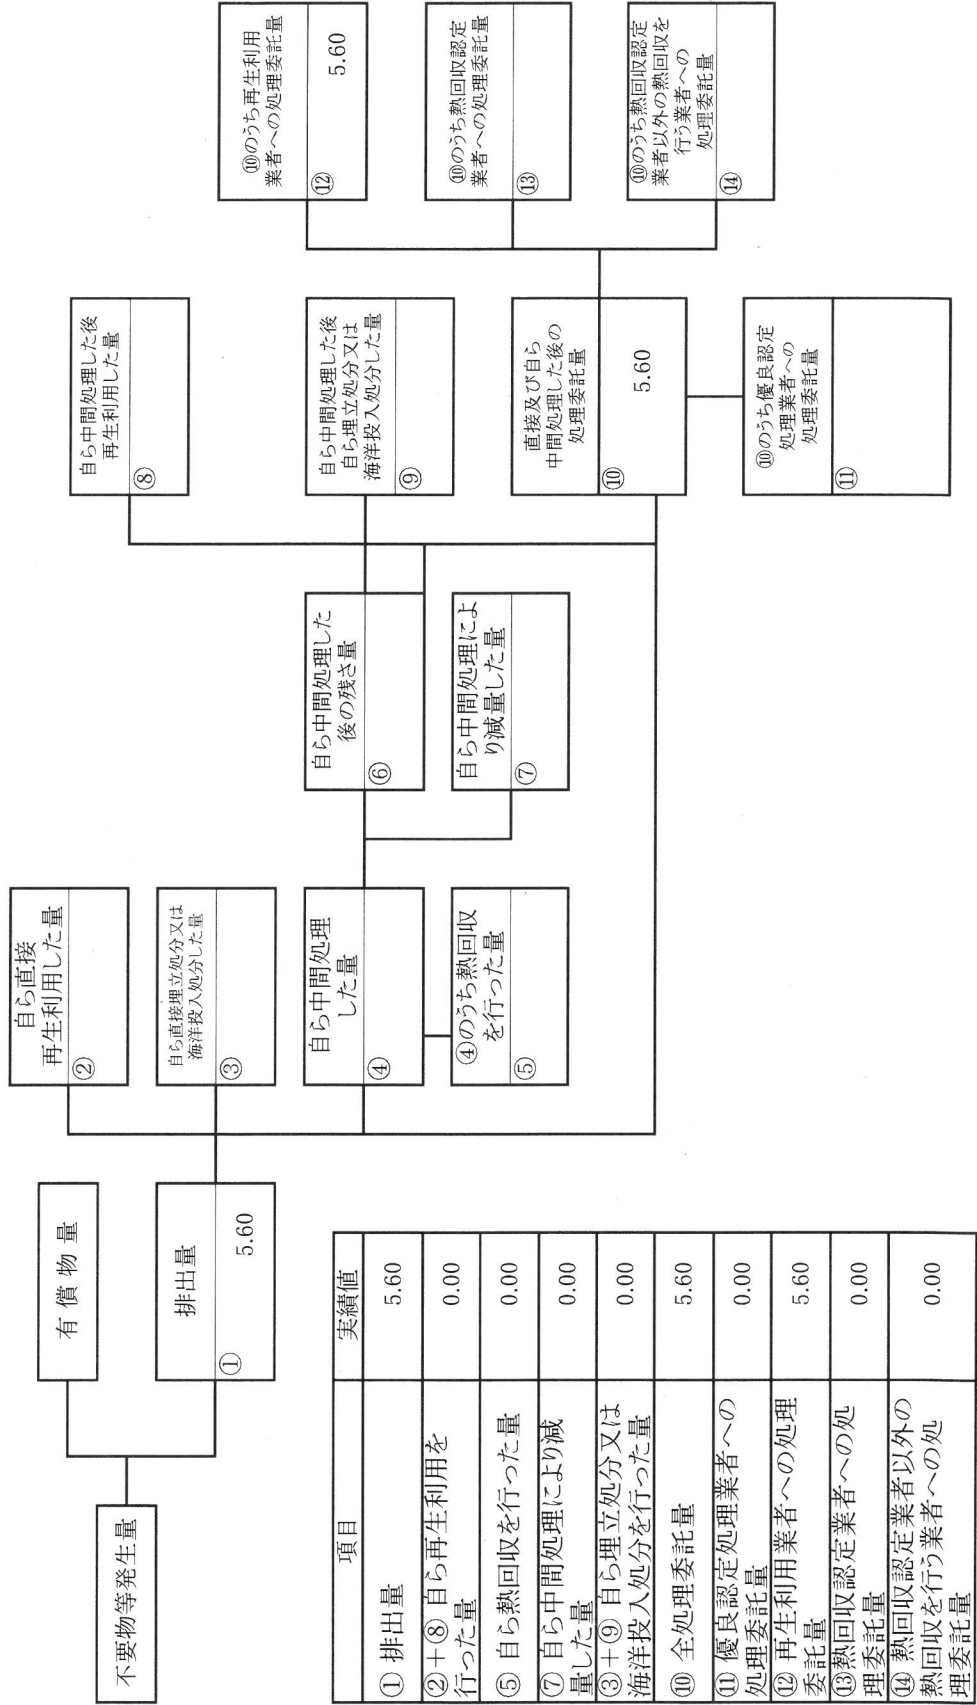 不要物等発生量
有償物量
排出量
①
5.60
自ら直接
再生利用した量
②
自ら直接埋立処分又は
海洋投入処分した量
③
自ら中間処理
した量
④
④のうち熱回収
を行った量
⑤
自ら中間処理した
後の残さ量
⑥
自ら中間処理によ
り減量した量
⑦
自ら中間処理した後
再生利用した量
⑧
自ら中間処理した後
自ら埋立処分又は
海洋投入処分した量
⑨
直接及び自ら
中間処理した後の
処理委託量
⑩
5.60
⑩のうち優良認定
処理業者への
処理委託量
⑪
⑩のうち再生利用
業者への処理委託量
⑫
5.60
⑩のうち熱回収認定
業者への処理委託量
⑬
⑩のうち熱回収認定
業者以外の熱回収を
行う業者への
処理委託量
⑭
項目 実績値
① 排出量 5.60
②+⑧ 自ら再生利用を
行った量 0.00
⑤ 自ら熱回収を行った量 0.00
⑦ 自ら中間処理により減
量した量 0.00
③+⑨ 自ら埋立処分又は
海洋投入処分を行った量 0.00
⑩ 全処理委託量 5.60
⑪ 優良認定処理業者への
処理委託量 0.00
⑫ 再生利用業者への処理
委託量 5.60
⑬熱回収認定業者への処
理委託量 0.00
⑭ 熱回収認定業者以外の
熱回収を行う業者への処
理委託量 0.00